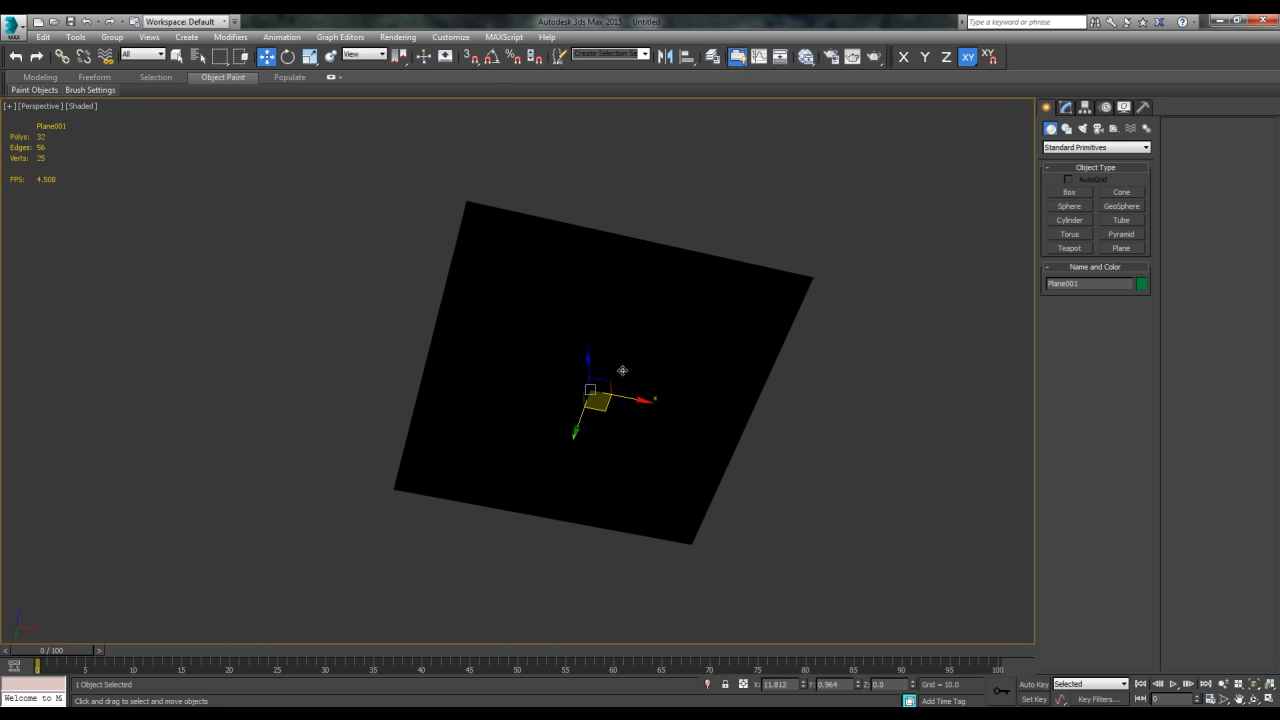 Workspace: Default
Autodesk 3ds Max 2015 Untitled
Type a keyword or phrase
MAX
Edit Tools Group Views Create Modifiers Animation Graph Editors Rendering Customize MAXScript Help
All
View
Create Selection Se
X Y Z XY XY
Modeling Freeform Selection Object Paint Populate
Paint Objects Brush Settings
[+] [Perspective] [Shaded]
Plane001
Polys: 32
Edges: 56
Verts: 25
FPS: 4.508
x
Standard Primitives
- Object Type
AutoGrid
Box Cone
Sphere GeoSphere
Cylinder Tube
Torus Pyramid
Teapot Plane
- Name and Color
Plane001
< 0 / 100 >
0 5 10 15 20 25 30 35 40 45 50 55 60 65 70 75 80 85 90 95 100
1 Object Selected
X: 11.812 Y: 0.964 Z: 0.0 Grid = 10.0
Auto Key Selected
Welcome to M
Click and drag to select and move objects
Add Time Tag
Set Key Key Filters... 0